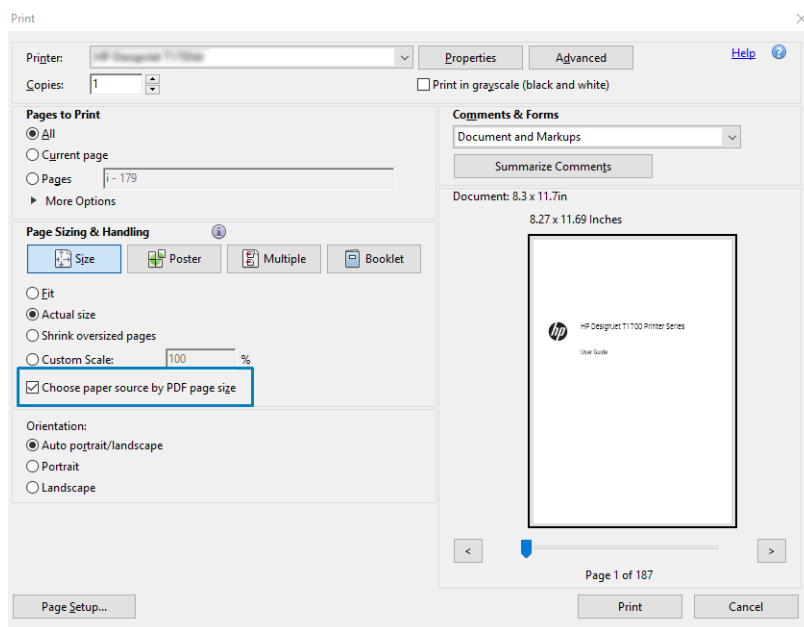 Print
Printer:
Properties
Advanced
Help
Copies: 1
Print in grayscale (black and white)
Pages to Print
All
Current page
Pages i - 179
More Options
Comments & Forms
Document and Markups
Summarize Comments
Page Sizing & Handling
Size
Poster
Multiple
Booklet
Fit
Actual size
Shrink oversized pages
Custom Scale: 100 %
Choose paper source by PDF page size
Orientation:
Auto portrait/landscape
Portrait
Landscape
Document: 8.3 x 11.7in
8.27 x 11.69 Inches
hp
HP DesignJet T1700 Printer Series
User Guide
<
>
Page 1 of 187
Page Setup...
Print
Cancel